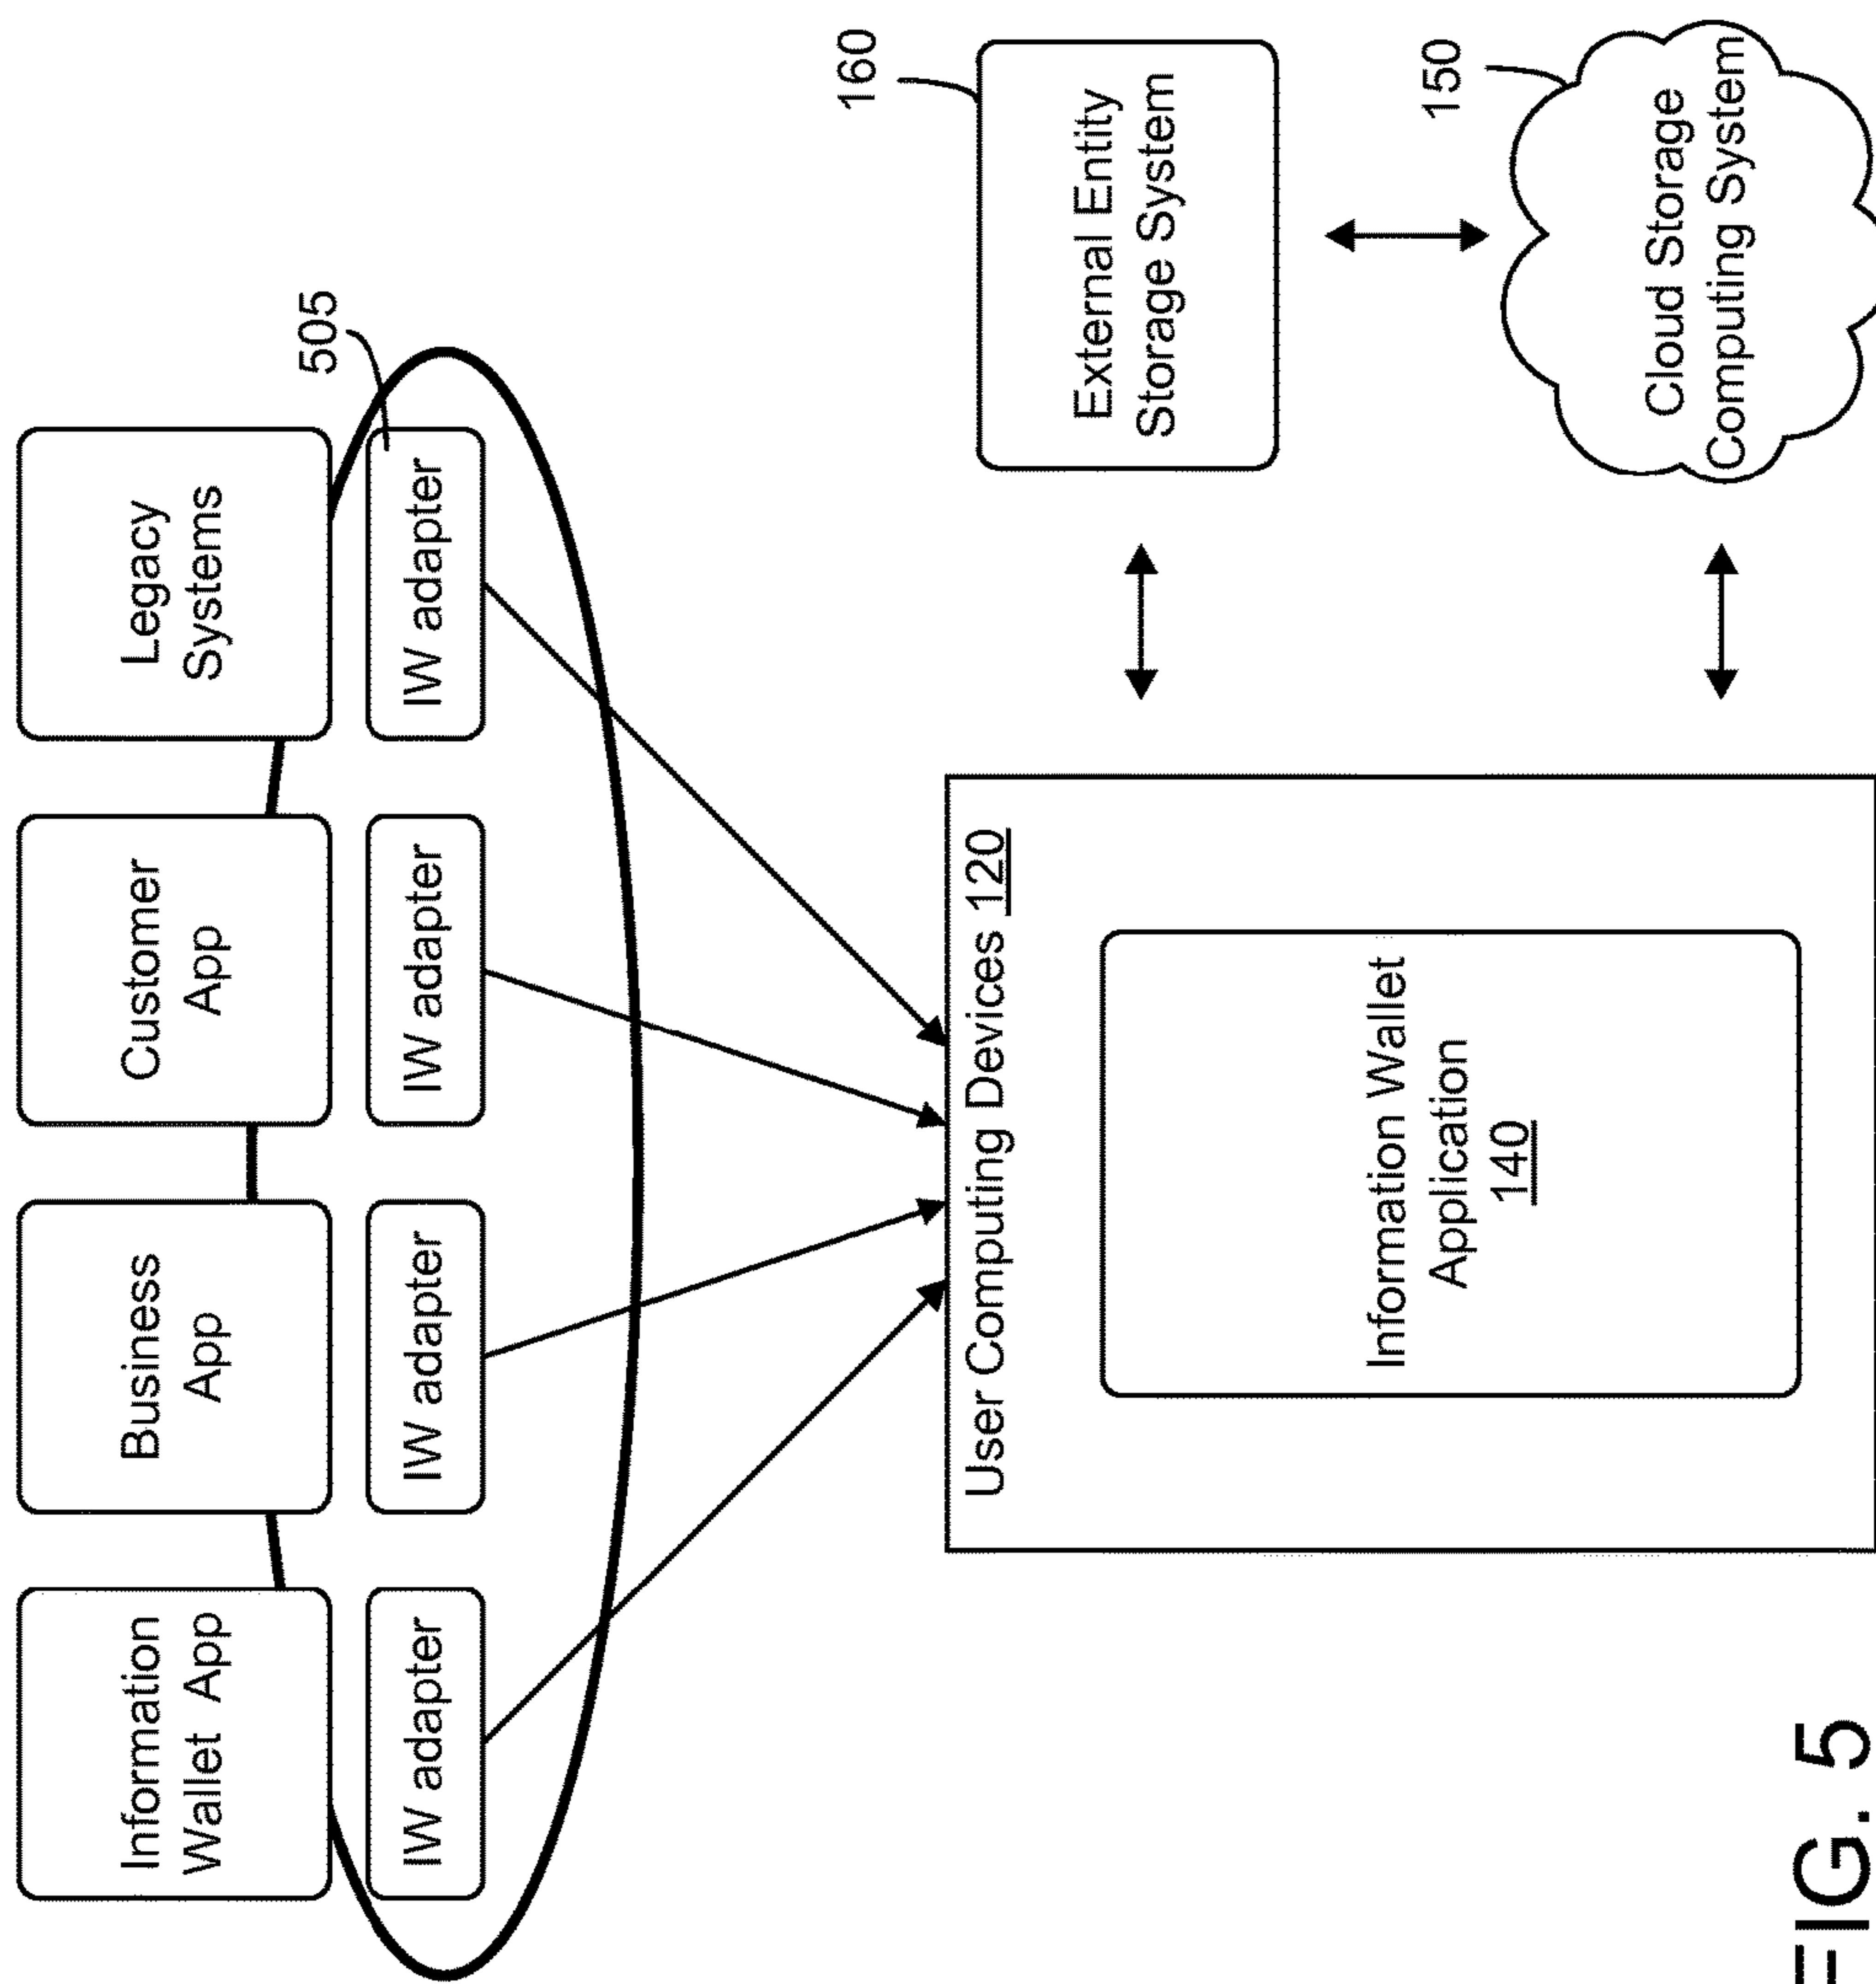 Information
Wallet App
Business
App
Customer
App
Legacy
Systems
IW adapter
IW adapter
IW adapter
IW adapter
505
User Computing Devices 120
Information Wallet
Application
140
160
External Entity
Storage System
150
Cloud Storage
Computing System
FIG. 5